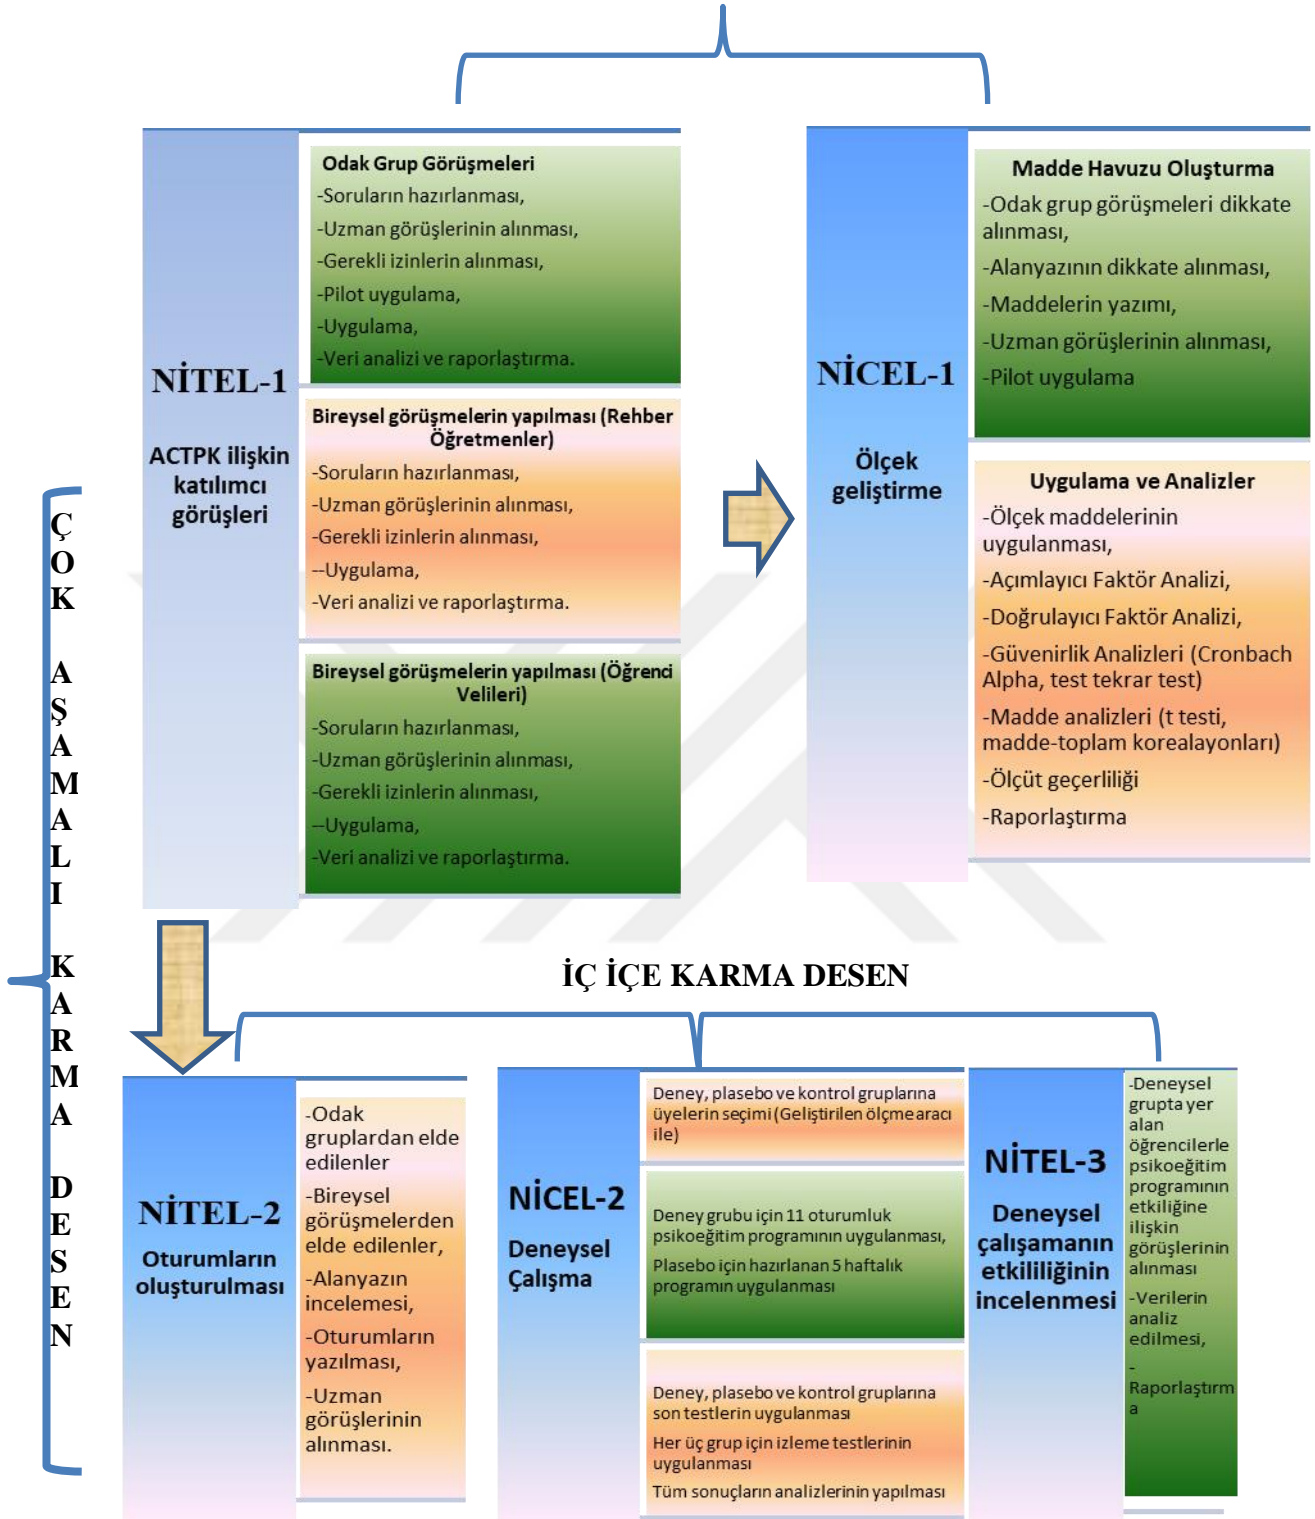 NİTEL-1
ACTPK ilişkin
katılımcı
görüşleri
Odak Grup Görüşmeleri
-Soruların hazırlanması,
-Uzman görüşlerinin alınması,
-Gerekli izinlerin alınması,
-Pilot uygulama,
-Uygulama,
-Veri analizi ve raporlaştırma.
Bireysel görüşmelerin yapılması (Rehber
Öğretmenler)
-Soruların hazırlanması,
-Uzman görüşlerinin alınması,
-Gerekli izinlerin alınması,
--Uygulama,
-Veri analizi ve raporlaştırma.
Bireysel görüşmelerin yapılması (Öğrenci
Velileri)
-Soruların hazırlanması,
-Uzman görüşlerinin alınması,
-Gerekli izinlerin alınması,
--Uygulama,
-Veri analizi ve raporlaştırma.
NİCEL-1
Ölçek
geliştirme
Madde Havuzu Oluşturma
-Odak grup görüşmeleri dikkate
alınması,
-Alanyazının dikkate alınması,
-Maddelerin yazımı,
-Uzman görüşlerinin alınması,
-Pilot uygulama
Uygulama ve Analizler
-Ölçek maddelerinin
uygulanması,
-Açımlayıcı Faktör Analizi,
-Doğrulayıcı Faktör Analizi,
-Güvenirlik Analizleri (Cronbach
Alpha, test tekrar test)
-Madde analizleri (t testi,
madde-toplam korealayonları)
-Ölçüt geçerliliği
-Raporlaştırma
ÇOK AŞAMALI KARMA DESEN
İÇ İÇE KARMA DESEN
NİTEL-2
Oturumların
oluşturulması
-Odak
gruplardan elde
edilenler
-Bireysel
görüşmelerden
elde edilenler,
-Alanyazın
incelemesi,
-Oturumların
yazılması,
-Uzman
görüşlerinin
alınması.
NİCEL-2
Deneysel
Çalışma
Deney, plasebo ve kontrol gruplarına
üyelerin seçimi (Geliştirilen ölçme aracı
ile)
Deney grubu için 11 oturumluk
psikoeğitim programının uygulanması,
Plasebo için hazırlanan 5 haftalık
programın uygulanması
Deney, plasebo ve kontrol gruplarına
son testlerin uygulanması
Her üç grup için izleme testlerinin
uygulanması
Tüm sonuçların analizlerinin yapılması
NİTEL-3
Deneysel
çalışamanın
etkililiğinin
incelenmesi
-Deneysel
grupta yer
alan
öğrencilerle
psikoeğitim
programının
etkiliğine
ilişkin
görüşlerinin
alınması
-Verilerin
analiz
edilmesi,
-
Raporlaştırm
a